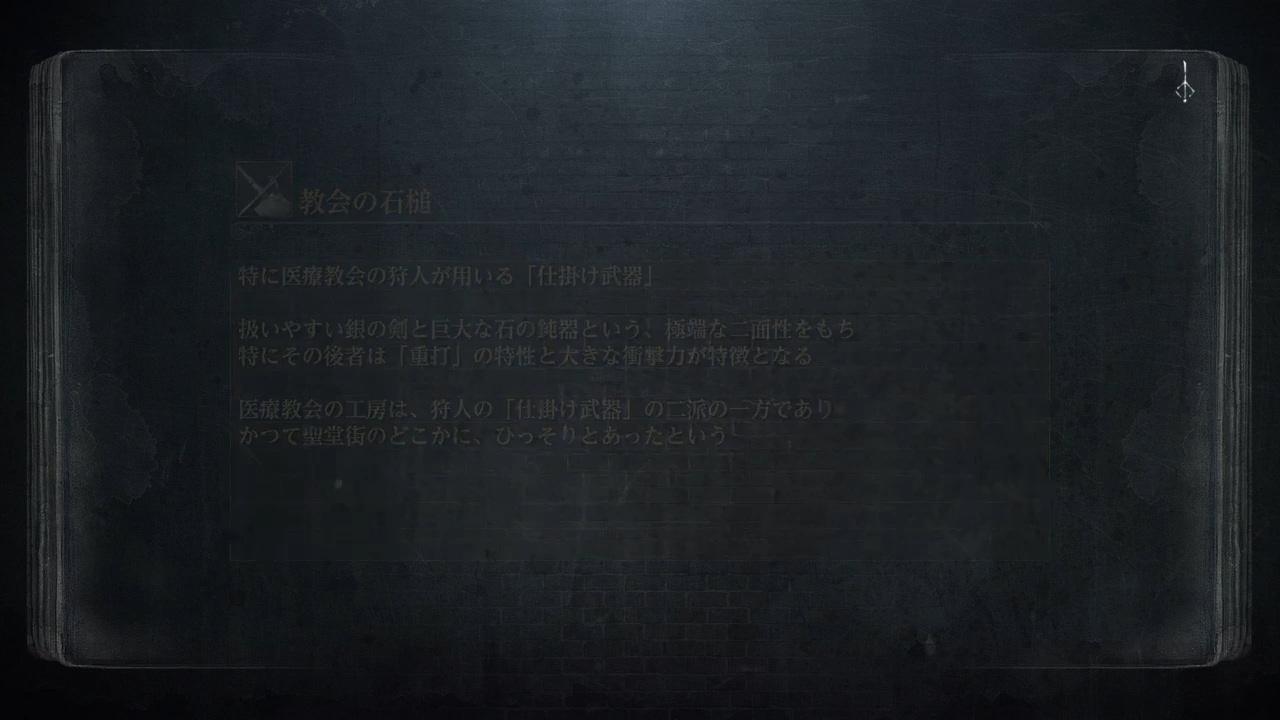 教会の石槌
特に医療教会の狩人が用いる「仕掛け武器」
扱いやすい銀の剣と巨大な石の鈍器という、極端な二面性をもち
特にその後者は「重打」の特性と大きな衝撃力が特徴となる
医療教会の工房は、狩人の「仕掛け武器」の二派の一方であり
かつて聖堂街のどこかに、ひっそりとあったという